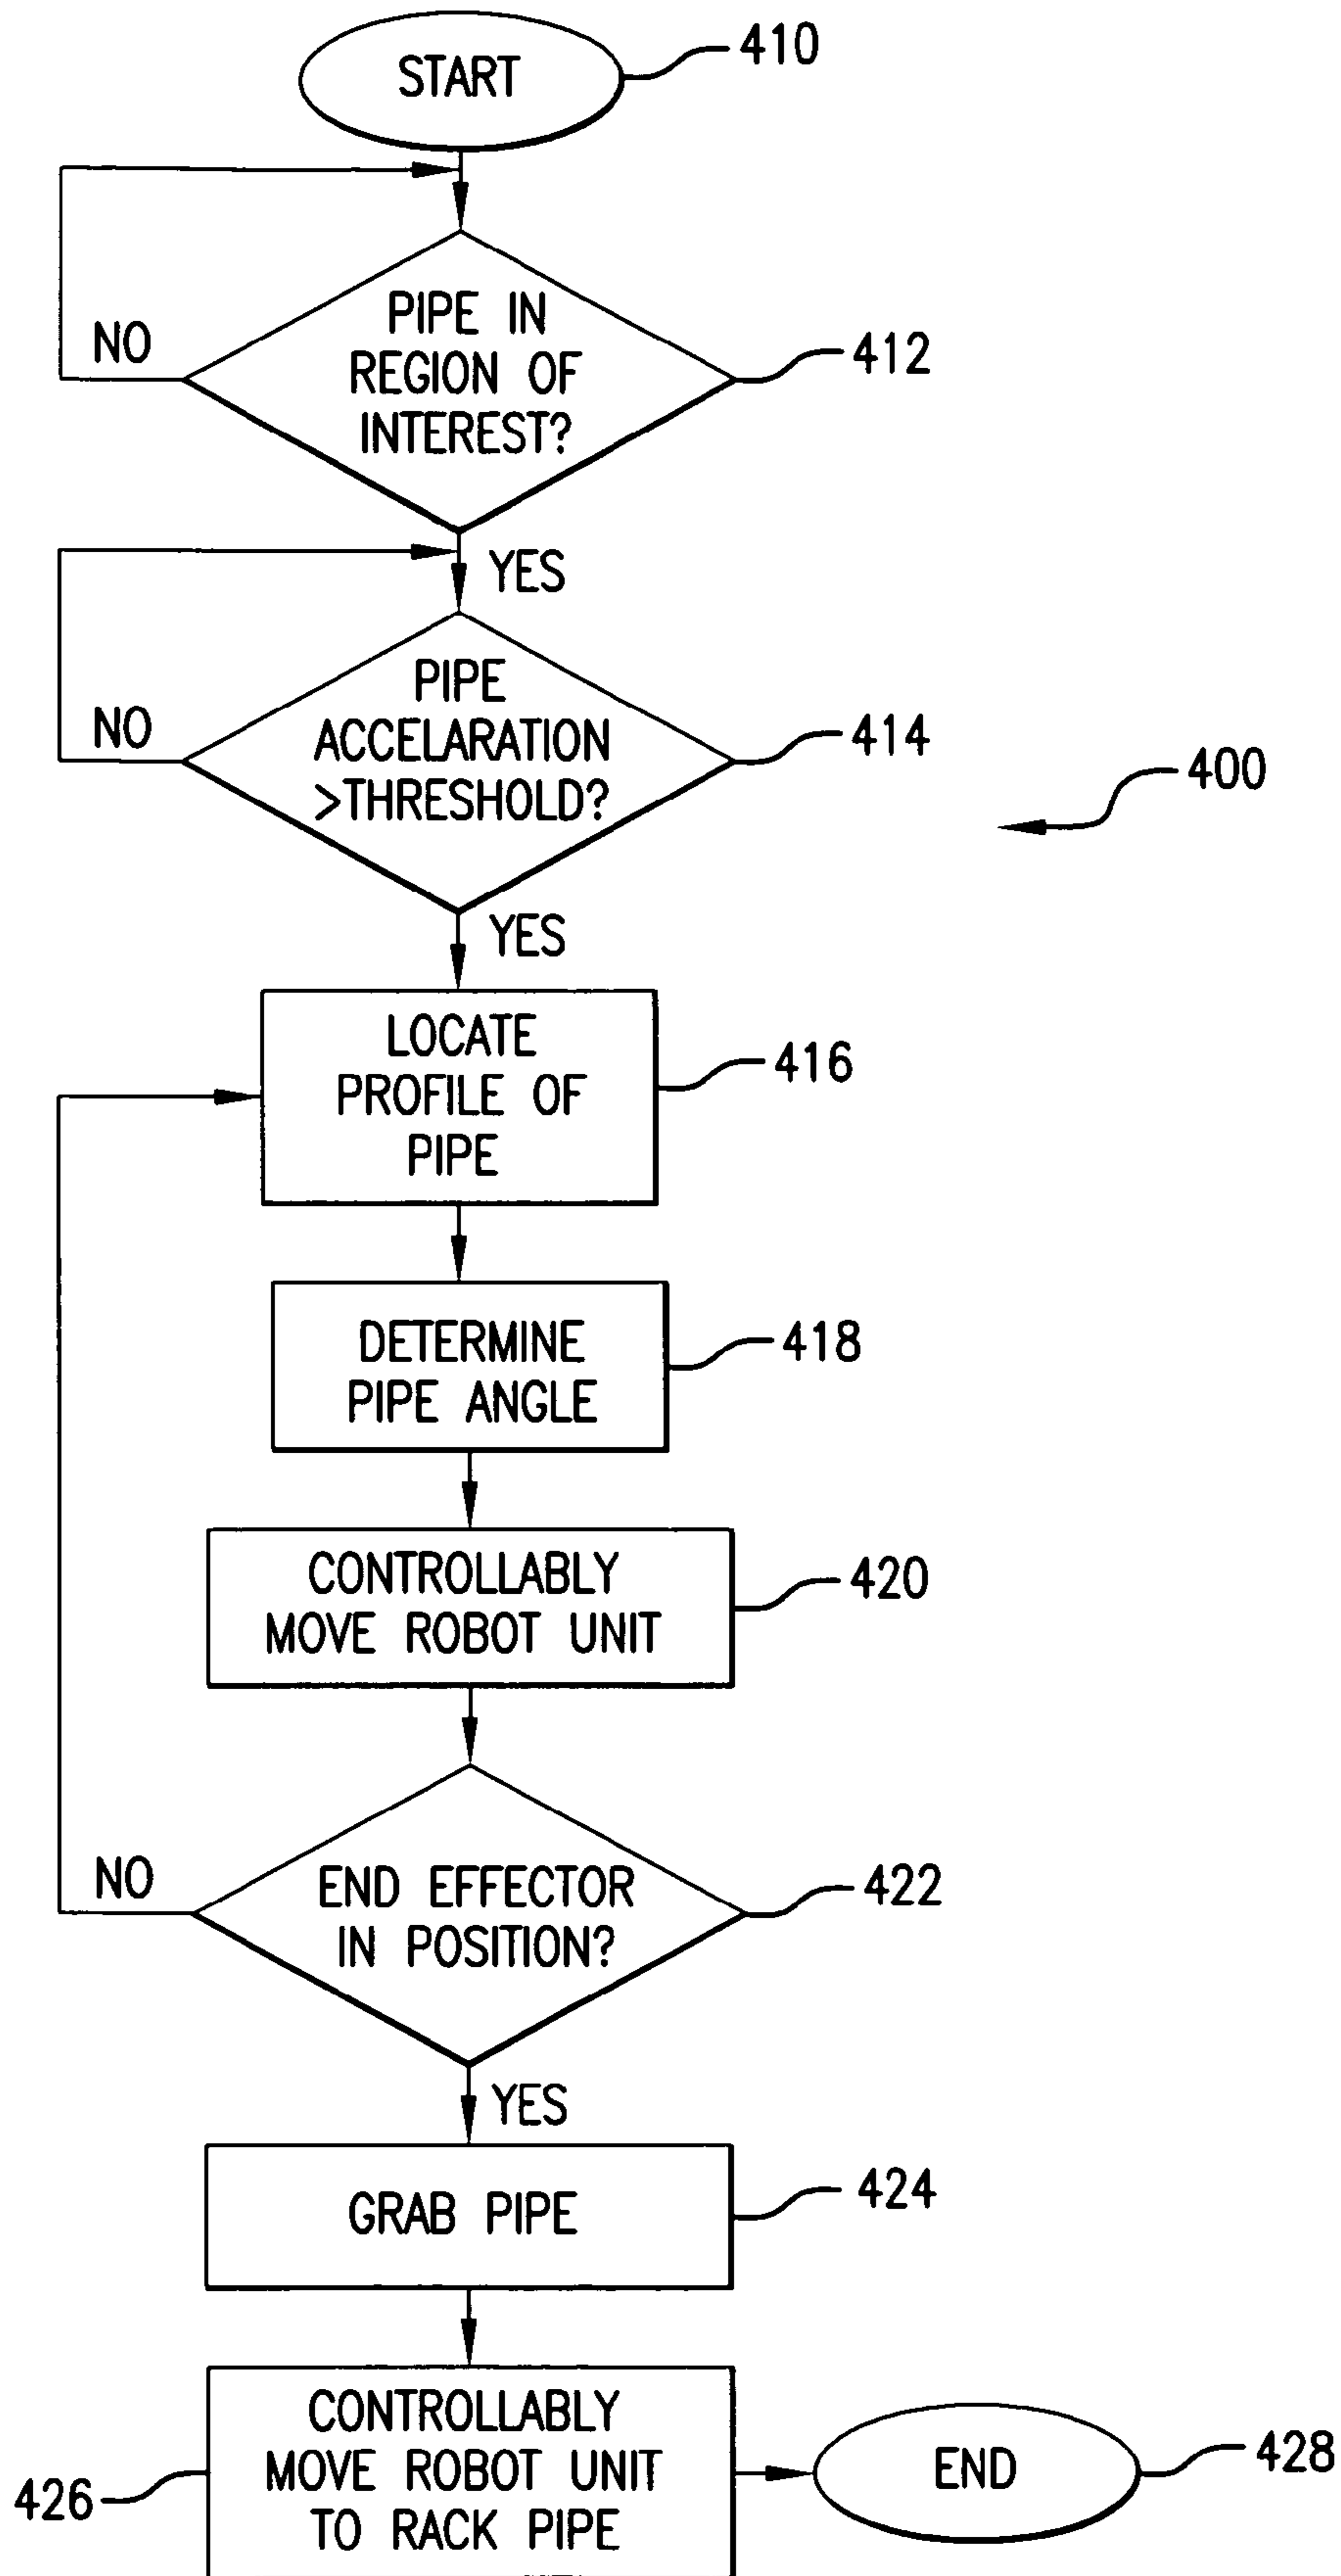 START
410
PIPE IN
REGION OF
INTEREST?
NO
412
YES
PIPE
ACCELARATION
>THRESHOLD?
NO
414
400
YES
LOCATE
PROFILE OF
PIPE
416
DETERMINE
PIPE ANGLE
418
CONTROLLABLY
MOVE ROBOT UNIT
420
END EFFECTOR
IN POSITION?
NO
422
YES
GRAB PIPE
424
CONTROLLABLY
MOVE ROBOT UNIT
TO RACK PIPE
426
END
428